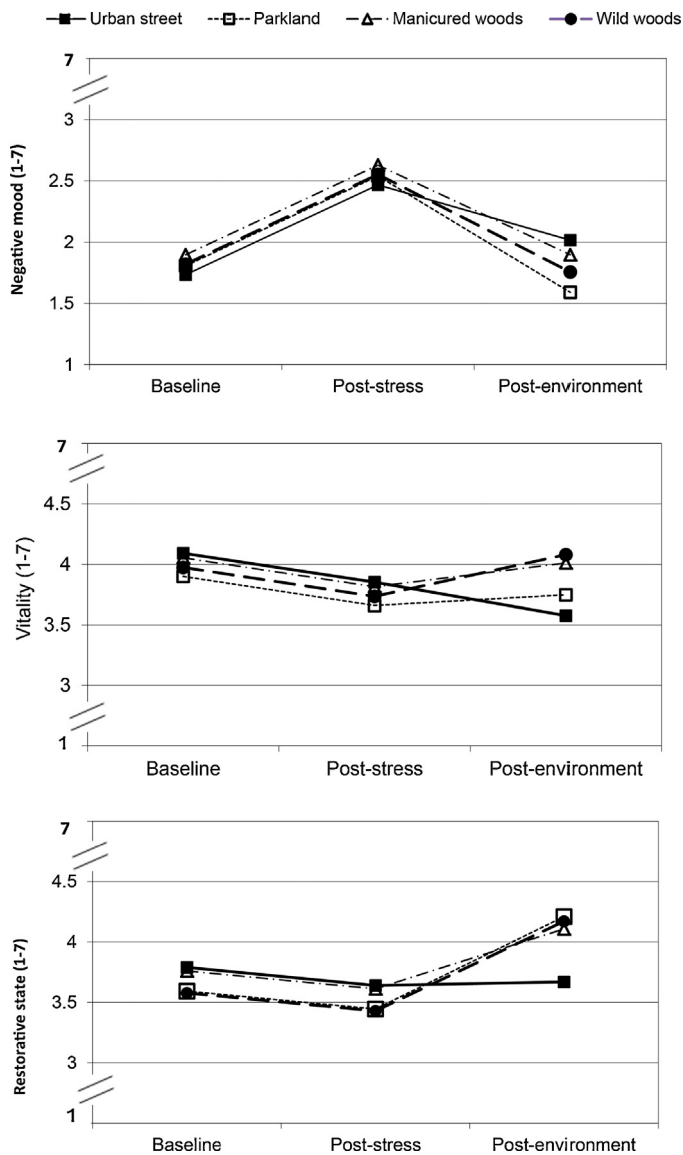 Urban street Parkland Manicured woods Wild woods
7
3
2.5
2
1.5
1
Negative mood (1-7)
Baseline Post-stress Post-environment
7
4.5
4
3.5
3
1
Vitality (1-7)
Baseline Post-stress Post-environment
7
4.5
4
3.5
3
1
Restorative state (1-7)
Baseline Post-stress Post-environment